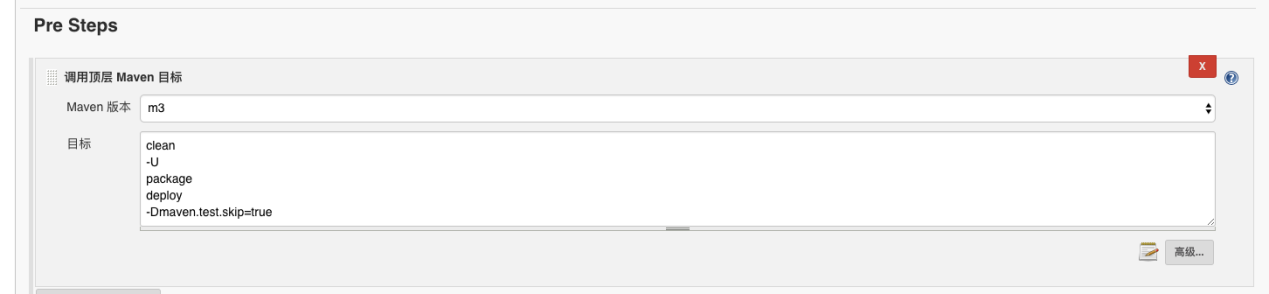 Pre Steps
X
调用顶层 Maven 目标
Maven 版本
m3
目标
clean
-U
package
deploy
-Dmaven.test.skip=true
高级...